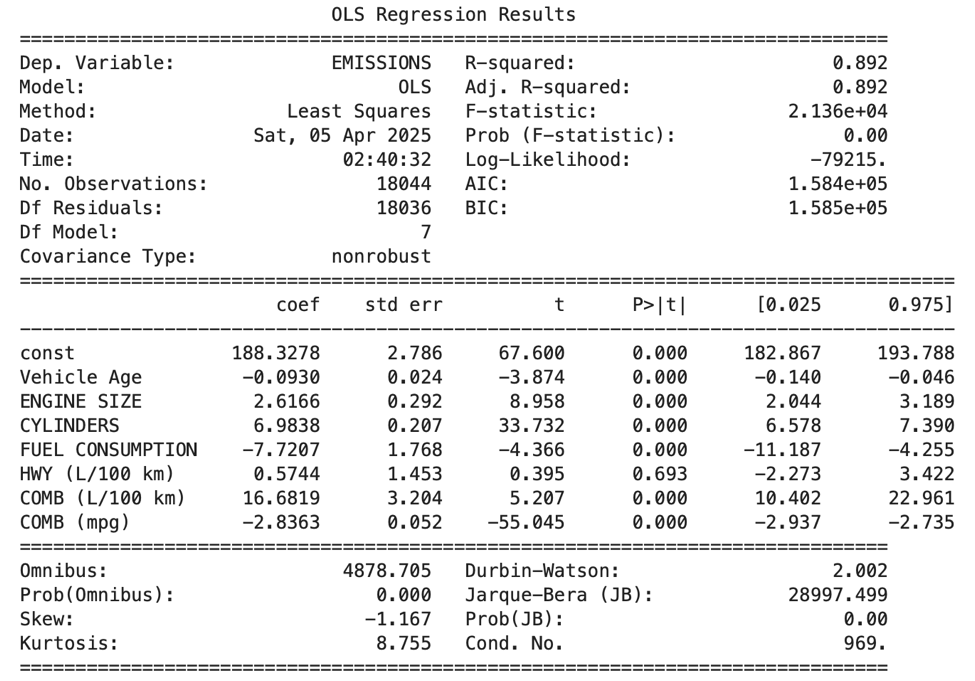 OLS Regression Results
==============================================================================
Dep. Variable: EMISSIONS R-squared: 0.892
Model: OLS Adj. R-squared: 0.892
Method: Least Squares F-statistic: 2.136e+04
Date: Sat, 05 Apr 2025 Prob (F-statistic): 0.00
Time: 02:40:32 Log-Likelihood: -79215.
No. Observations: 18044 AIC: 1.584e+05
Df Residuals: 18036 BIC: 1.585e+05
Df Model: 7
Covariance Type: nonrobust
====================================================================================
coef std err t P>|t| [0.025 0.975]
------------------------------------------------------------------------------------
const 188.3278 2.786 67.600 0.000 182.867 193.788
Vehicle Age -0.0930 0.024 -3.874 0.000 -0.140 -0.046
ENGINE SIZE 2.6166 0.292 8.958 0.000 2.044 3.189
CYLINDERS 6.9838 0.207 33.732 0.000 6.578 7.390
FUEL CONSUMPTION -7.7207 1.768 -4.366 0.000 -11.187 -4.255
HWY (L/100 km) 0.5744 1.453 0.395 0.693 -2.273 3.422
COMB (L/100 km) 16.6819 3.204 5.207 0.000 10.402 22.961
COMB (mpg) -2.8363 0.052 -55.045 0.000 -2.937 -2.735
==============================================================================
Omnibus: 4878.705 Durbin-Watson: 2.002
Prob(Omnibus): 0.000 Jarque-Bera (JB): 28997.499
Skew: -1.167 Prob(JB): 0.00
Kurtosis: 8.755 Cond. No. 969.
==============================================================================